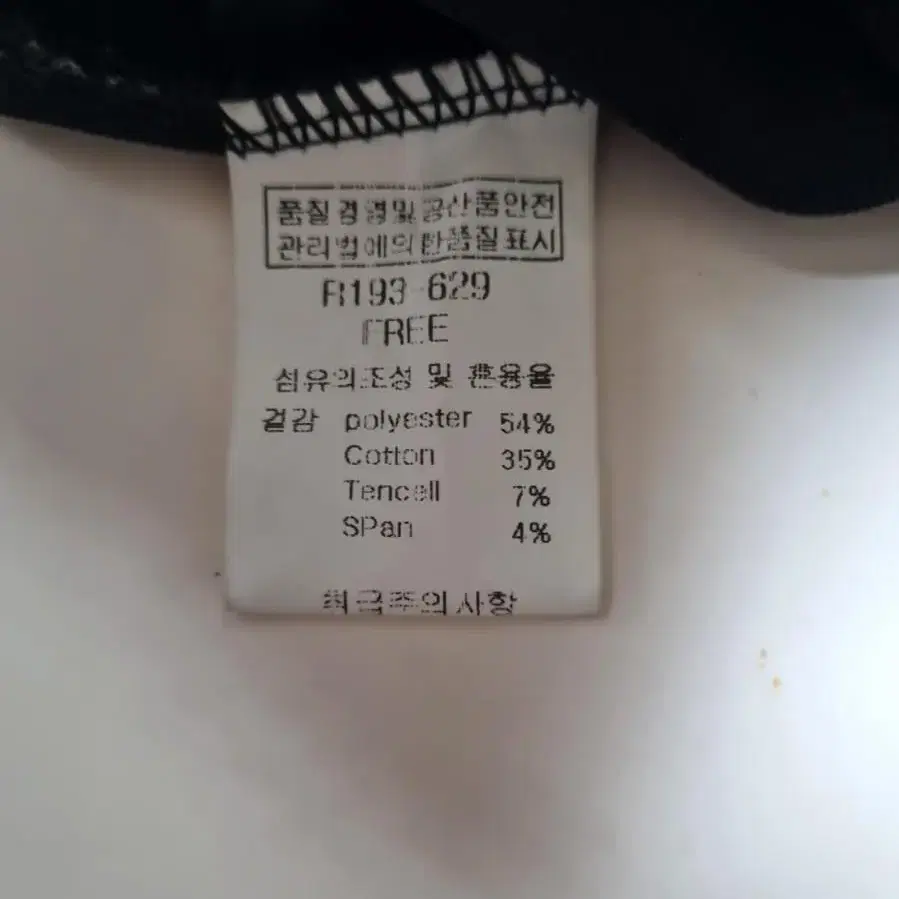 품질경영및공산품안전
관리법에의한품질표시
R193-629
FREE
섬유의조성 및 혼용율
겉감 polyester 54%
Cotton 35%
Tencell 7%
SPan 4%
취급주의사항